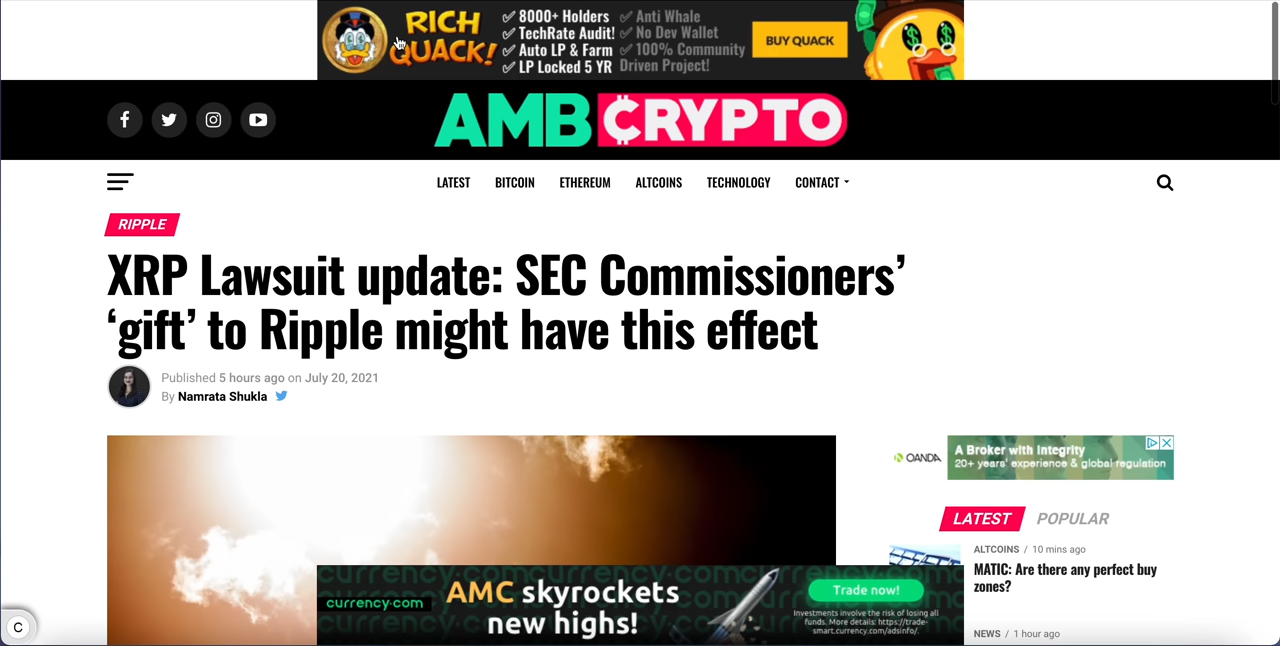 RICH
QUACK!
✓ 8000+ Holders
✓ TechRate Audit!
✓ Auto LP & Farm
✓ LP Locked 5 YR
✓ Anti Whale
✓ No Dev Wallet
✓ 100% Community
Driven Project!
BUY QUACK
AMBCRYPTO
LATEST BITCOIN ETHEREUM ALTCOINS TECHNOLOGY CONTACT
RIPPLE
XRP Lawsuit update: SEC Commissioners’
‘gift’ to Ripple might have this effect
Published 5 hours ago on July 20, 2021
By Namrata Shukla
OANDA
A Broker with Integrity
20+ years' experience & global regulation
LATEST POPULAR
ALTCOINS / 10 mins ago
MATIC: Are there any perfect buy
zones?
NEWS / 1 hour ago
currency.com
AMC skyrockets
new highs!
Trade now!
Investments involve the risk of losing all
funds. More details: https://trade-
smart.currency.com/adsinfo/.
C